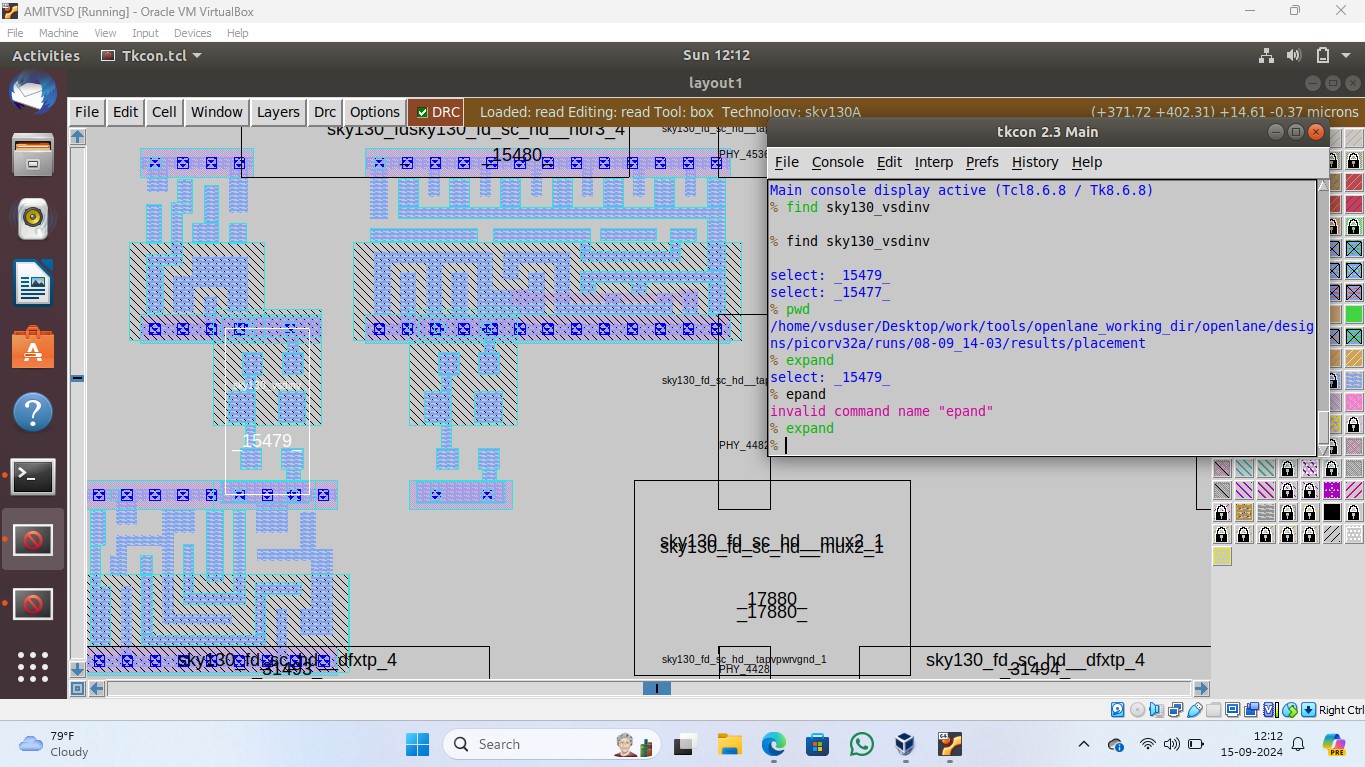 AMITVSD [Running] - Oracle VM VirtualBox
File Machine View Input Devices Help
Activities Tkcon.tcl Sun 12:12
layout1
File Edit Cell Window Layers Drc Options DRC Loaded: read Editing: read Tool: box Technology: sky130A (+371.72 +402.31) +14.61 -0.37 microns
sky130_fdsky130_fd_sc_hd__nor3_4
_15480_
PHY_4536
tkcon 2.3 Main
File Console Edit Interp Prefs History Help
Main console display active (Tcl8.6.8 / Tk8.6.8)
% find sky130_vsdinv
% find sky130_vsdinv
select: _15479_
select: _15477_
% pwd
/home/vsduser/Desktop/work/tools/openlane_working_dir/openlane/desig
ns/picorv32a/runs/08-09_14-03/results/placement
% expand
select: _15479_
% epand
invalid command name "epand"
% expand
%
sky130_vsdinv
_15479_
sky130_fd_sc_hd__tap
PHY_4482
sky130_fd_sc_hd__mux2_1
sky130_fd_sc_hd__mux2_1
_17880_
_17880_
sky130_fd_sc_hd__dfxtp_4
_31493_
sky130_fd_sc_hd__tapvpwrvgnd_1
PHY_4428
sky130_fd_sc_hd__dfxtp_4
_31494_
Right Ctrl
79°F
Cloudy
Search
PRE
12:12
15-09-2024